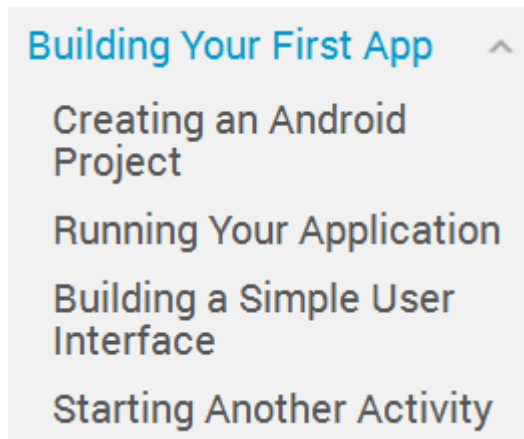 Building Your First App
Creating an Android
Project
Running Your Application
Building a Simple User
Interface
Starting Another Activity